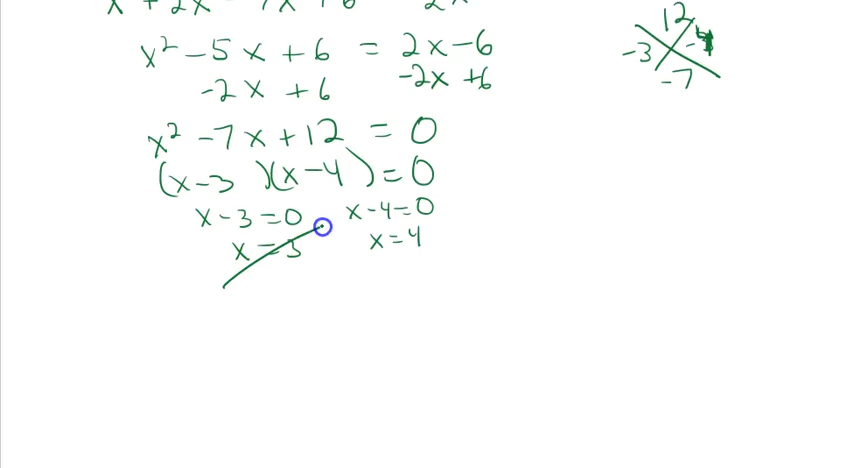 x² - 5x + 6 = 2x - 6
-2x + 6 -2x + 6
x² - 7x + 12 = 0
(x - 3)(x - 4) = 0
x - 3 = 0 x - 4 = 0
x = 3 x = 4
12
-3 -4
-7